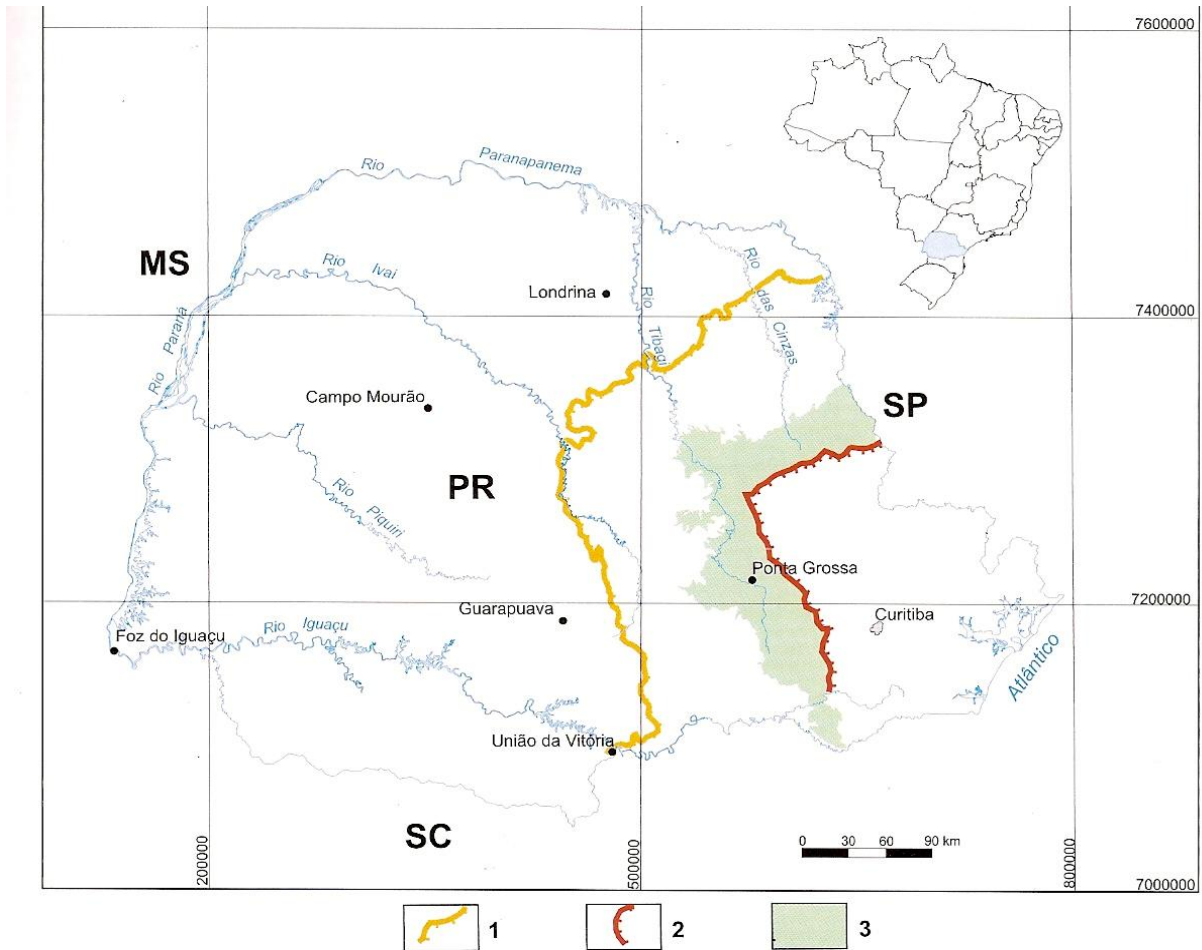 7600000
Rio Paranapanema
MS
Rio Ivai
Rio das Cinzas
Londrina
Rio Tibagi
7400000
Rio Paraná
Campo Mourão
SP
PR
Rio Piquiri
Ponta Grossa
Guarapuava
Curitiba
7200000
Foz do Iguaçu
Rio Iguaçu
Atlântico
União da Vitória
SC
0 30 60 90 km
200000
500000
800000
7000000
1
2
3